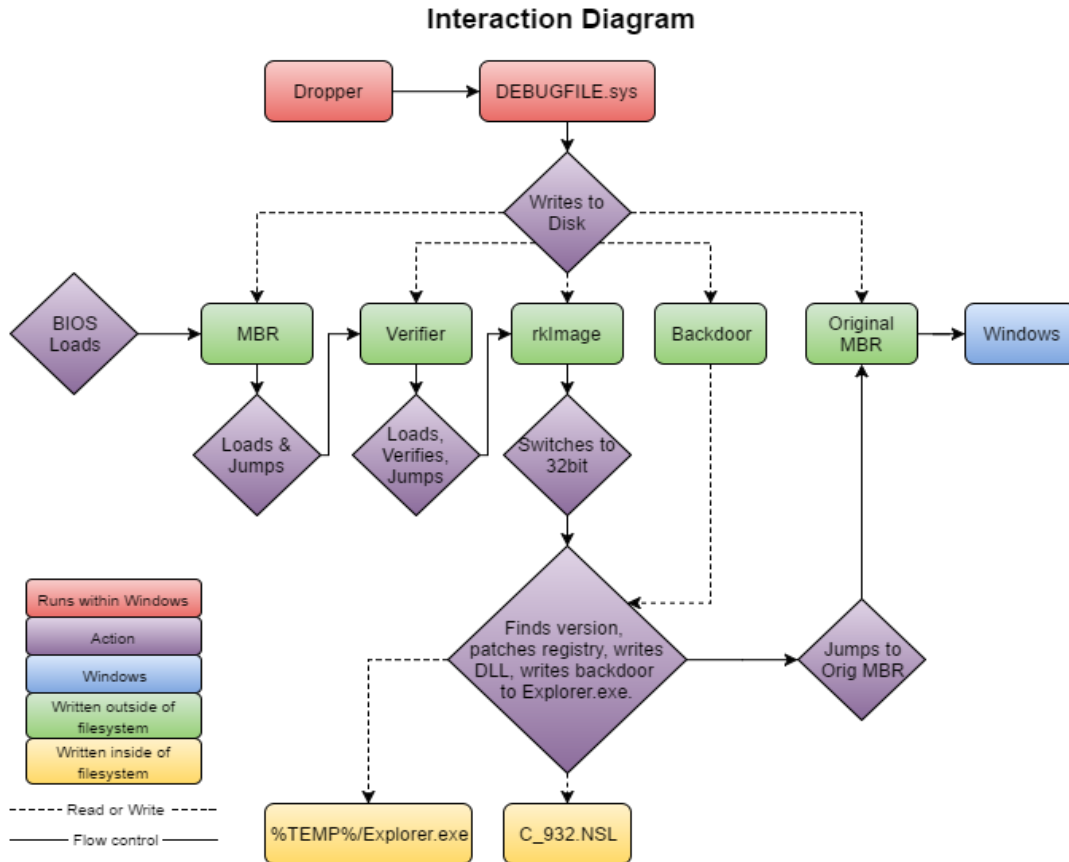 Interaction Diagram
Dropper
DEBUGFILE.sys
Writes to
Disk
BIOS
Loads
MBR
Verifier
rkImage
Backdoor
Original
MBR
Windows
Loads &
Jumps
Loads,
Verifies,
Jumps
Switches to
32bit
Finds version,
patches registry, writes
DLL, writes backdoor
to Explorer.exe.
Jumps to
Orig MBR
Runs within Windows
Action
Windows
Written outside of
filesystem
Written inside of
filesystem
Read or Write
Flow control
%TEMP%/Explorer.exe
C_932.NSL